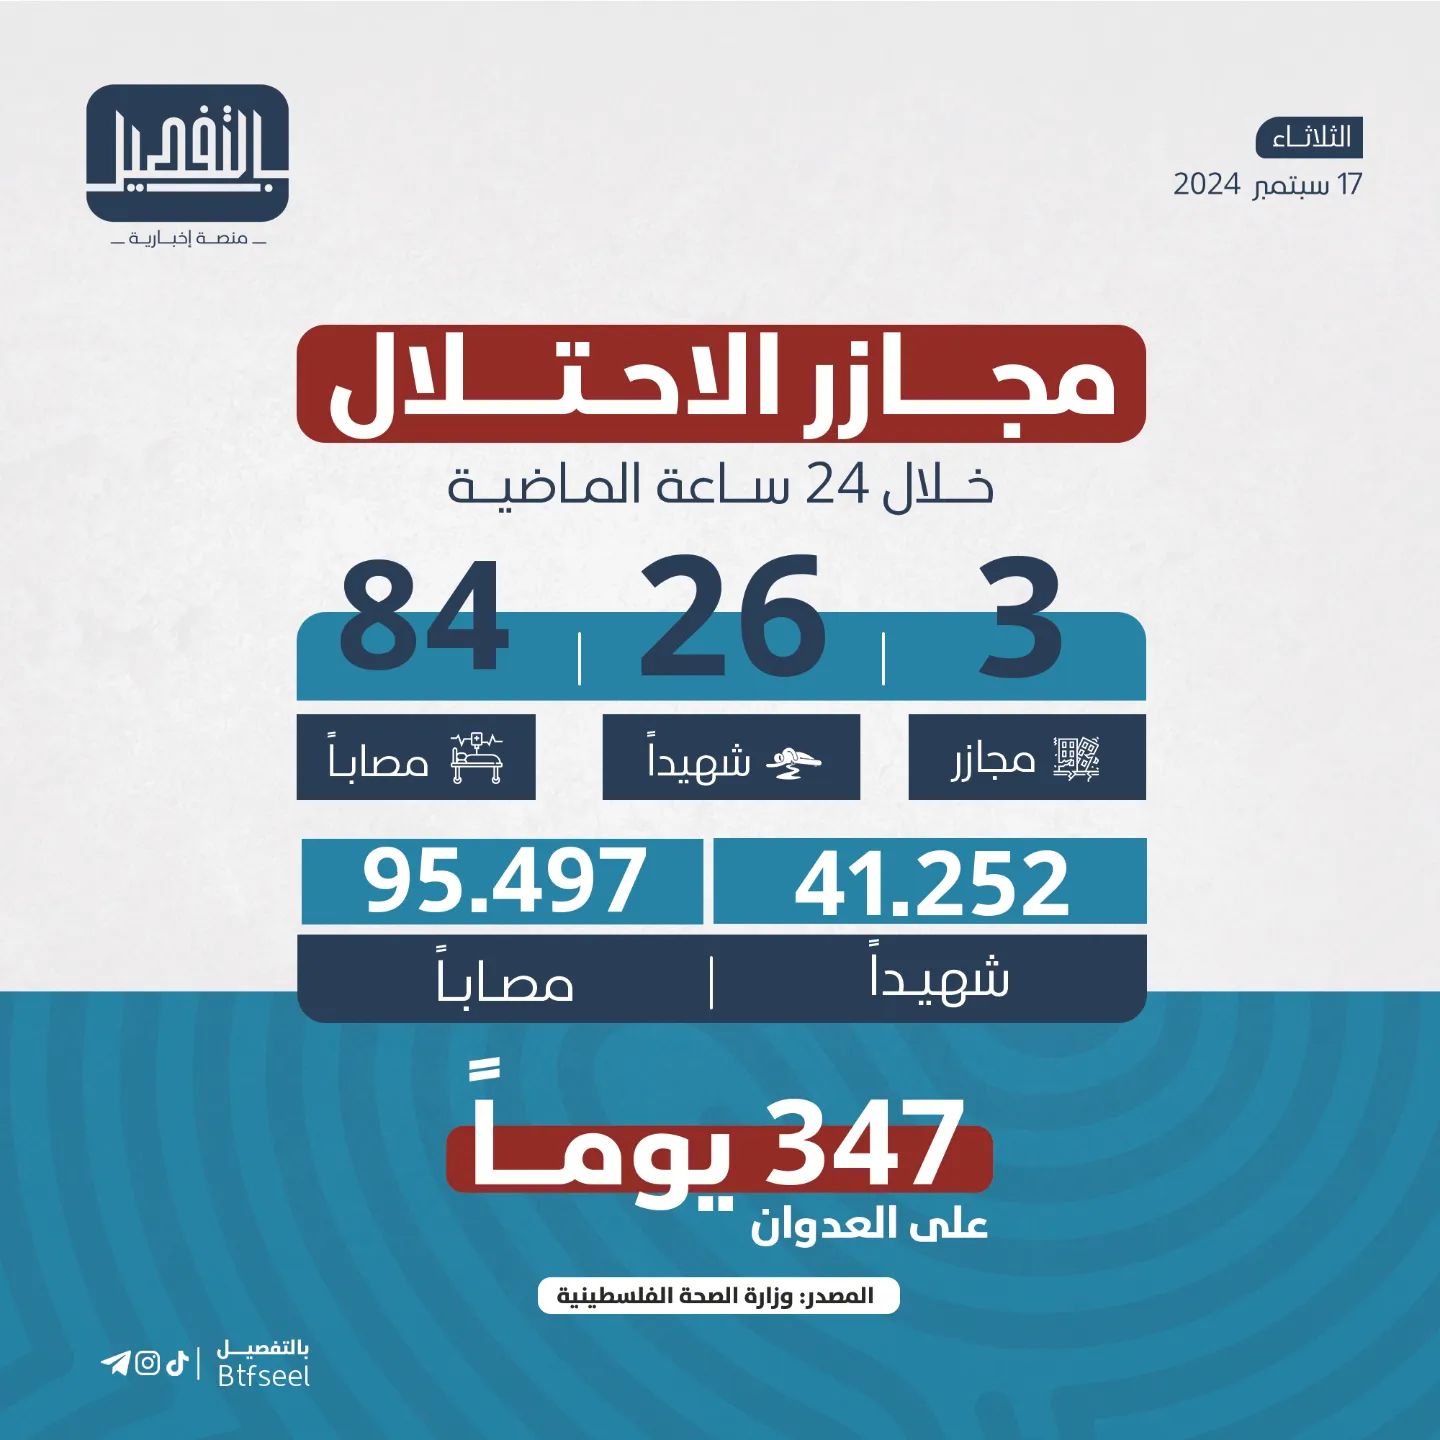 بالتفصيل
منصة إخبارية
الثلاثاء
17 سبتمبر 2024
مجازر الاحتلال
خلال 24 ساعة الماضية
3
مجازر
26
شهيداً
84
مصاباً
41.252
شهيداً
95.497
مصاباً
347 يوماً
على العدوان
المصدر: وزارة الصحة الفلسطينية
بالتفصيل
Btfseel